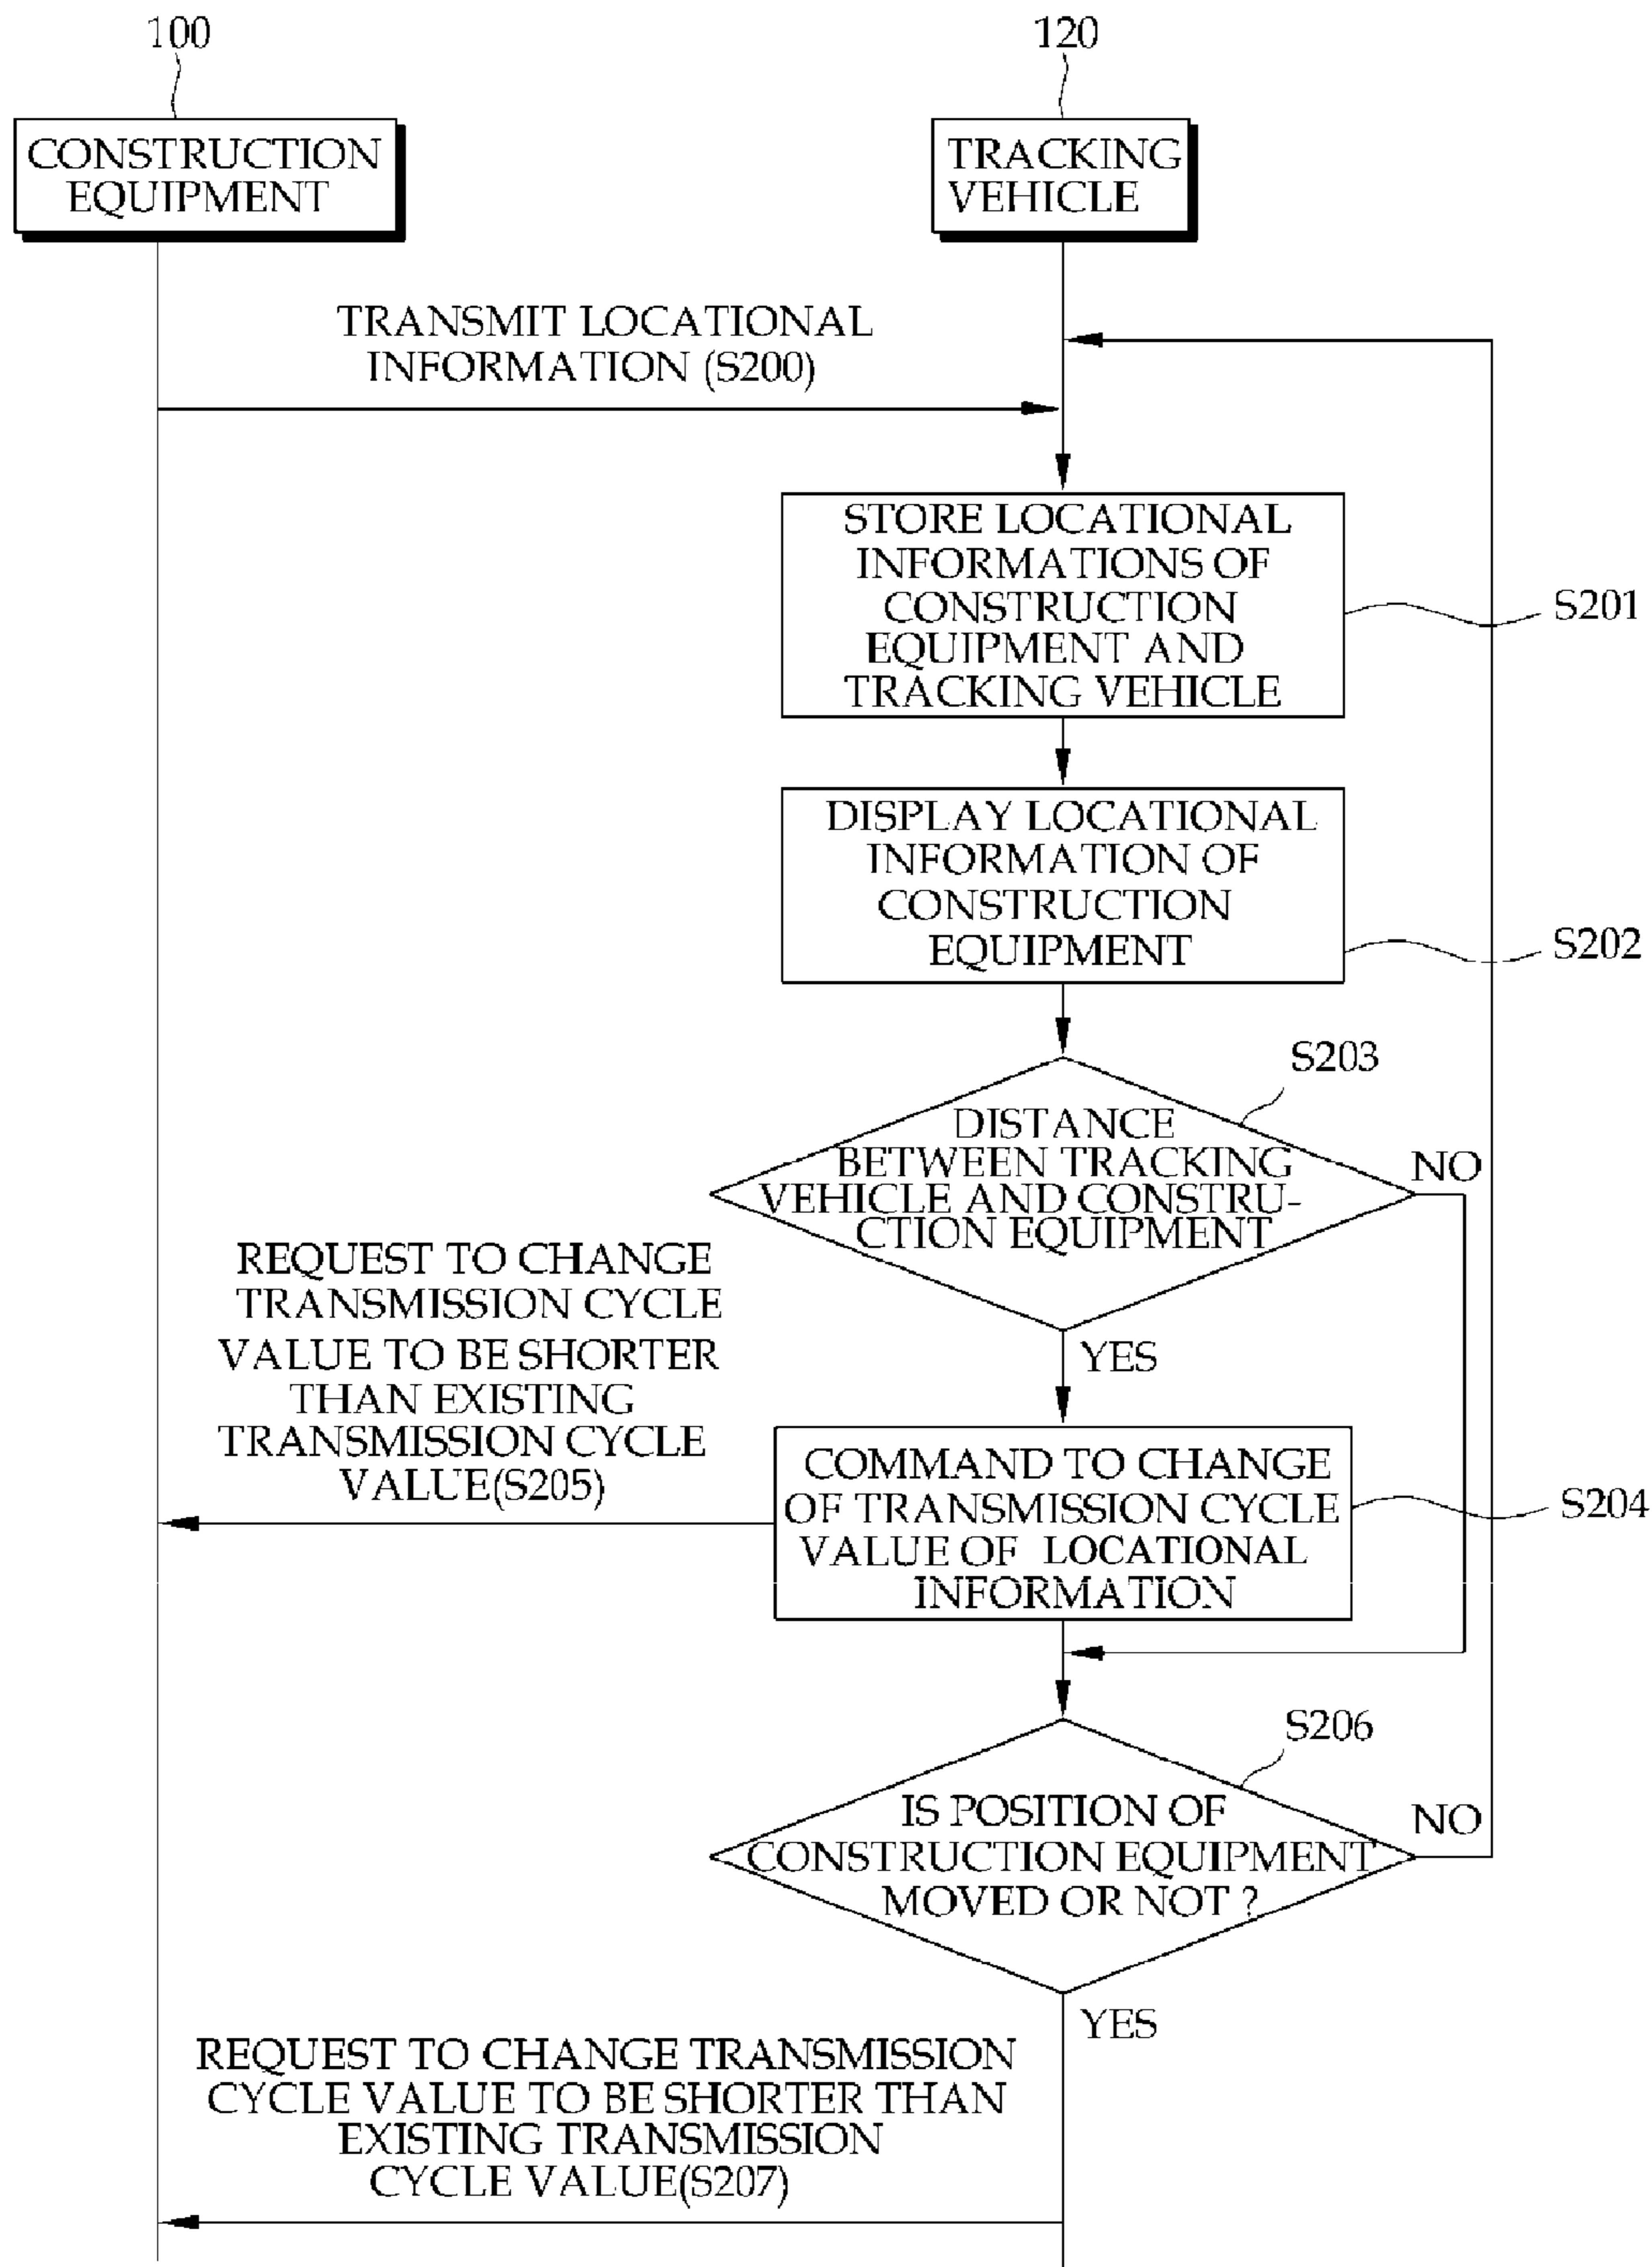 100
120
CONSTRUCTION
EQUIPMENT
TRACKING
VEHICLE
TRANSMIT LOCATIONAL
INFORMATION (S200)
STORE LOCATIONAL
INFORMATIONS OF
CONSTRUCTION
EQUIPMENT AND
TRACKING VEHICLE
S201
DISPLAY LOCATIONAL
INFORMATION OF
CONSTRUCTION
EQUIPMENT
S202
S203
DISTANCE
BETWEEN TRACKING
VEHICLE AND CONSTRU-
CTION EQUIPMENT
NO
YES
REQUEST TO CHANGE
TRANSMISSION CYCLE
VALUE TO BE SHORTER
THAN EXISTING
TRANSMISSION CYCLE
VALUE(S205)
COMMAND TO CHANGE
OF TRANSMISSION CYCLE
VALUE OF LOCATIONAL
INFORMATION
S204
S206
IS POSITION OF
CONSTRUCTION EQUIPMENT
MOVED OR NOT ?
NO
YES
REQUEST TO CHANGE TRANSMISSION
CYCLE VALUE TO BE SHORTER THAN
EXISTING TRANSMISSION
CYCLE VALUE(S207)